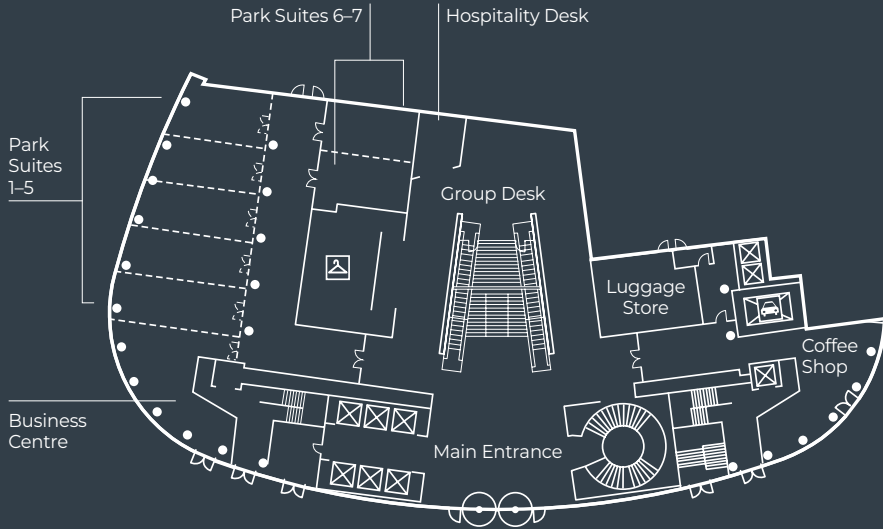 Park Suites 6–7
Hospitality Desk
Park
Suites
1–5
Group Desk
Luggage
Store
Coffee
Shop
Business
Centre
Main Entrance